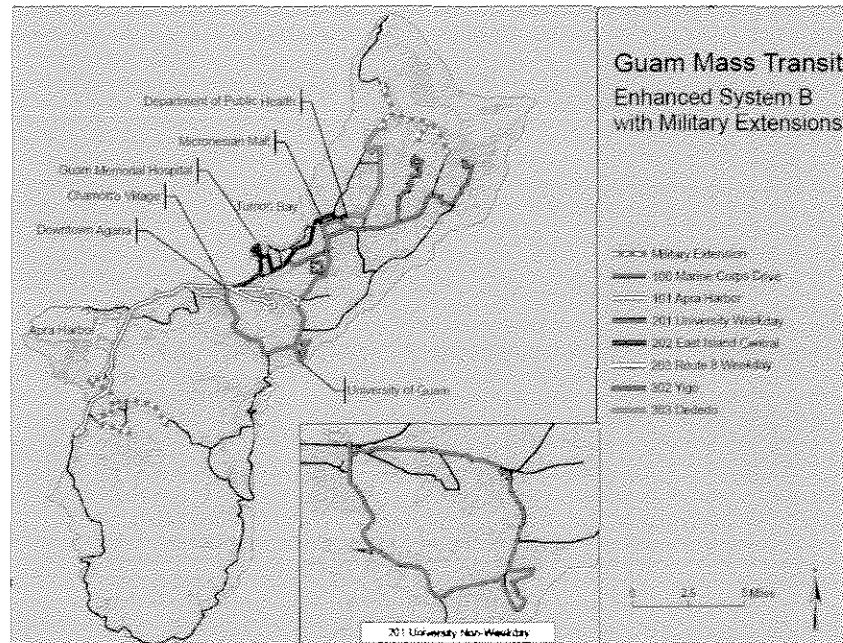 Guam Mass Transit
Enhanced System B
with Military Extensions
Department of Public Health
Micronesian Mall
Guam Memorial Hospital
Chamorro Village
Tumon Bay
Downtown Agana
Apra Harbor
University of Guam
Military Extension
100 Marine Corps Drive
101 Apra Harbor
201 University Weekday
202 East Island Central
203 Route 8 Weekday
302 Yigo
303 Dededo
0 2.5 5 Miles
201 University Non-Weekday